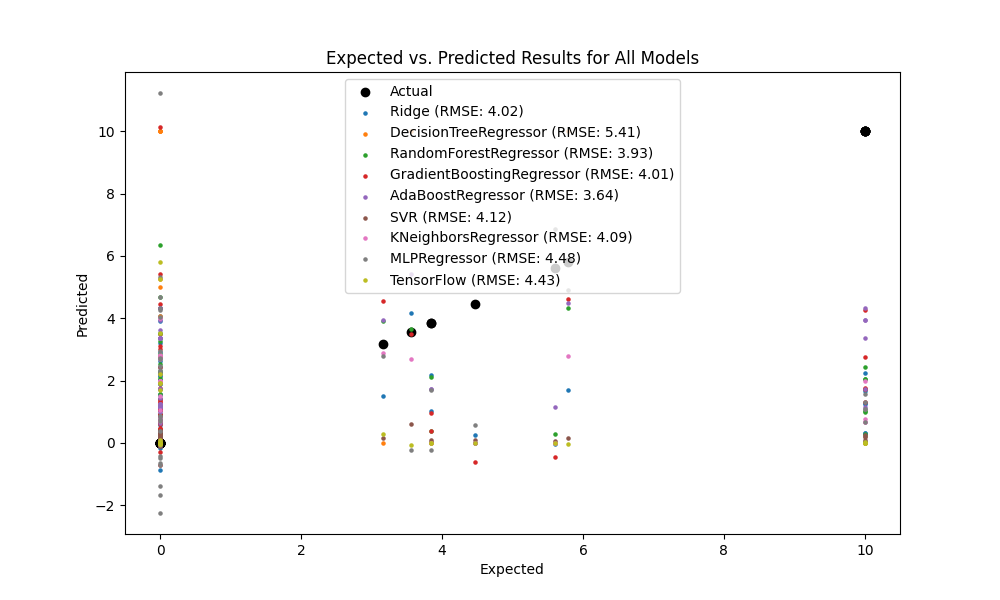 Expected vs. Predicted Results for All Models
Actual
Ridge (RMSE: 4.02)
DecisionTreeRegressor (RMSE: 5.41)
RandomForestRegressor (RMSE: 3.93)
GradientBoostingRegressor (RMSE: 4.01)
AdaBoostRegressor (RMSE: 3.64)
SVR (RMSE: 4.12)
KNeighborsRegressor (RMSE: 4.09)
MLPRegressor (RMSE: 4.48)
TensorFlow (RMSE: 4.43)
10
8
6
4
2
0
−2
Predicted
0 2 4 6 8 10
Expected